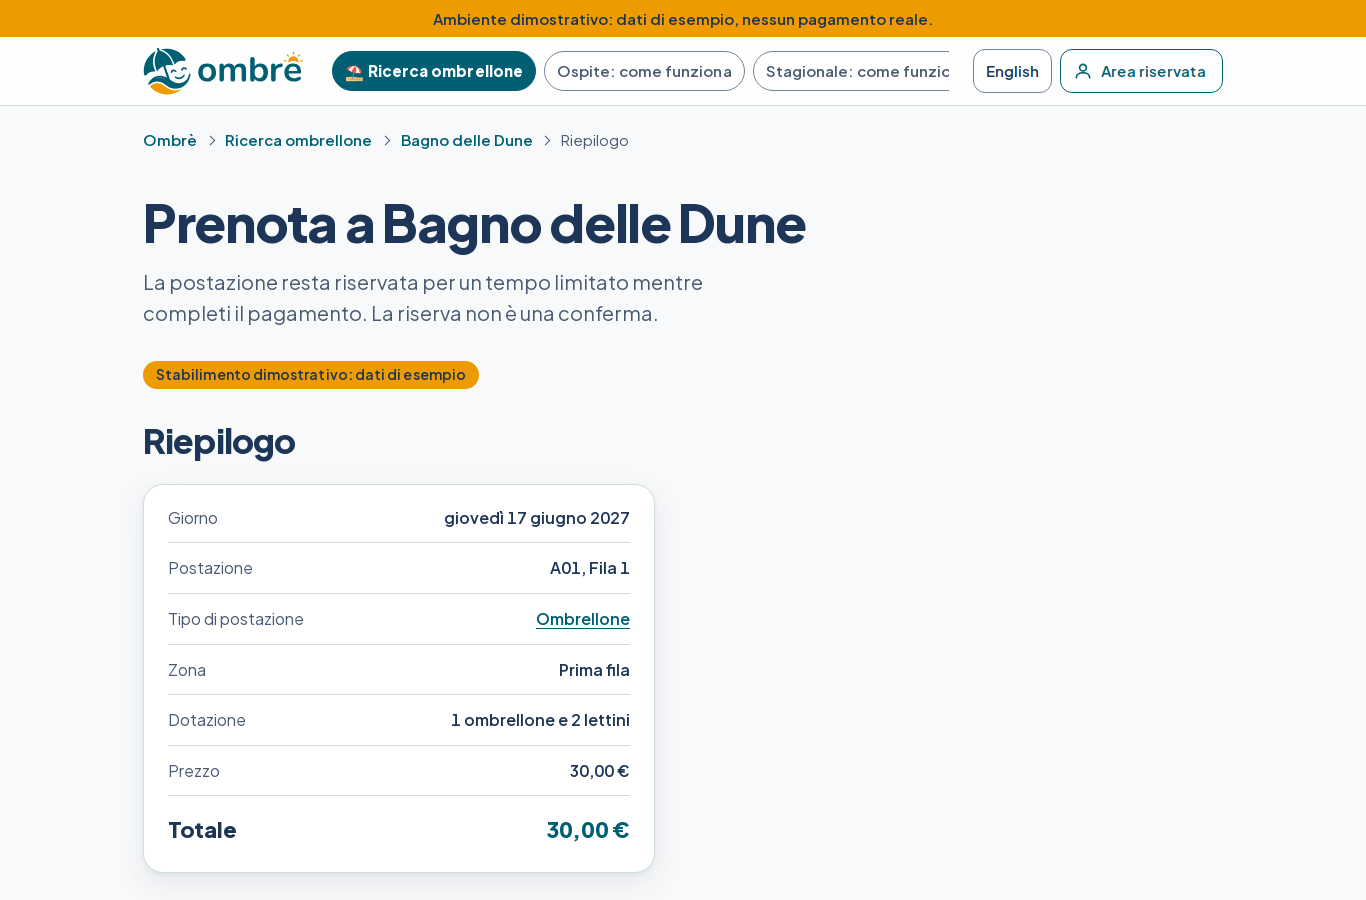 Ambiente dimostrativo: dati di esempio, nessun pagamento reale.
ombrè
Ricerca ombrellone
Ospite: come funziona
Stagionale: come funzio
English
Area riservata
Ombrè
Ricerca ombrellone
Bagno delle Dune
Riepilogo
Prenota a Bagno delle Dune
La postazione resta riservata per un tempo limitato mentre
completi il pagamento. La riserva non è una conferma.
Stabilimento dimostrativo: dati di esempio
Riepilogo
Giorno giovedì 17 giugno 2027
Postazione A01, Fila 1
Tipo di postazione Ombrellone
Zona Prima fila
Dotazione 1 ombrellone e 2 lettini
Prezzo 30,00 €
Totale 30,00 €